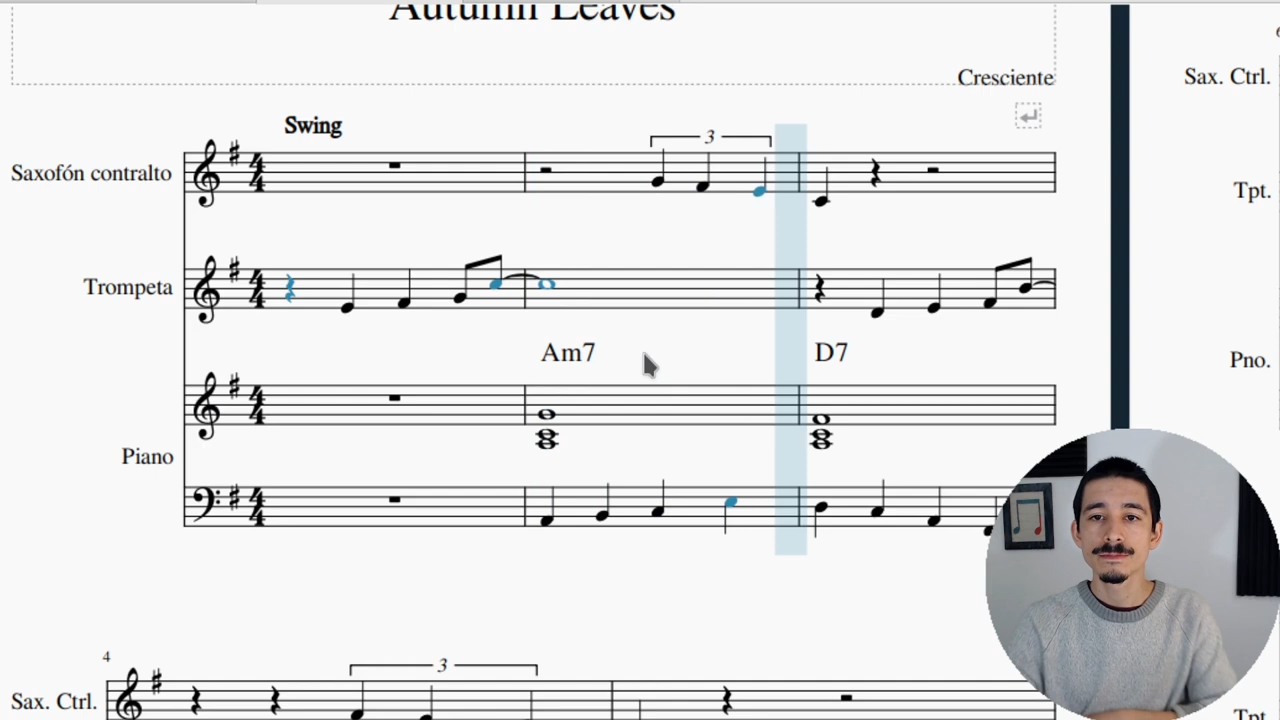 Autumn Leaves
Cresciente
Swing
Saxofón contralto
3
Trompeta
Am7
D7
Piano
4
3
Sax. Ctrl.
Sax. Ctrl.
Tpt.
Pno.